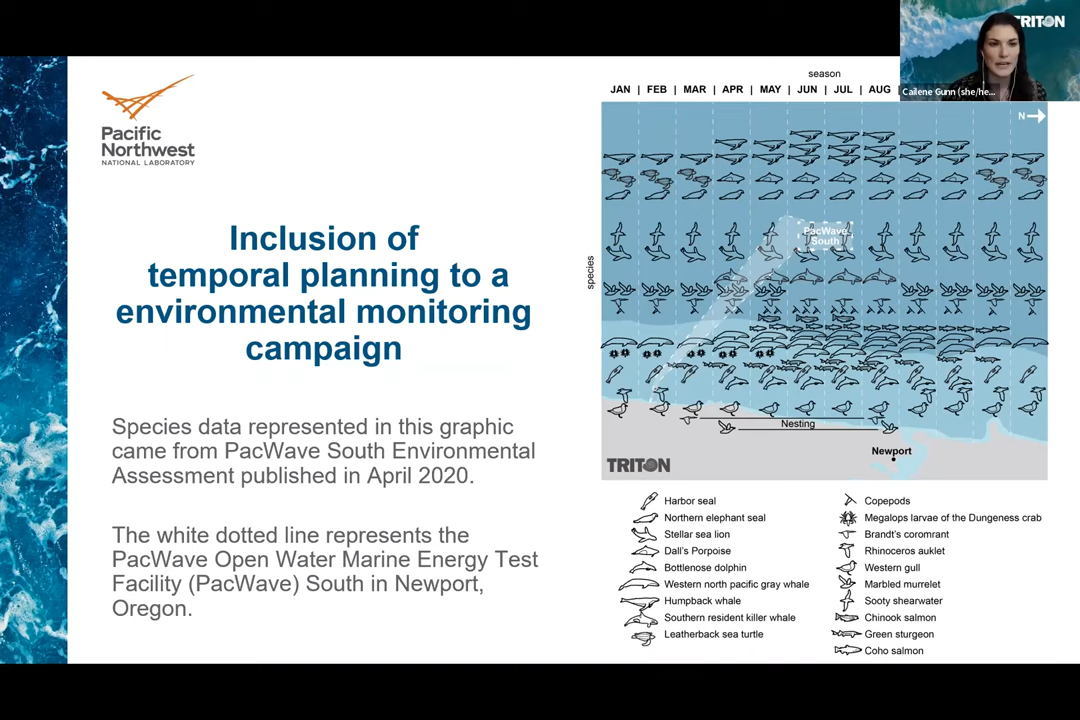 TRITON
Cailene Gunn (she/he...
Pacific
Northwest
NATIONAL LABORATORY
Inclusion of
temporal planning to a
environmental monitoring
campaign
Species data represented in this graphic
came from PacWave South Environmental
Assessment published in April 2020.
The white dotted line represents the
PacWave Open Water Marine Energy Test
Facility (PacWave) South in Newport,
Oregon.
season
JAN | FEB | MAR | APR | MAY | JUN | JUL | AUG
N
species
PacWave
South
Nesting
Newport
TRITON
Harbor seal
Northern elephant seal
Stellar sea lion
Dall's Porpoise
Bottlenose dolphin
Western north pacific gray whale
Humpback whale
Southern resident killer whale
Leatherback sea turtle
Copepods
Megalops larvae of the Dungeness crab
Brandt's coromrant
Rhinoceros auklet
Western gull
Marbled murrelet
Sooty shearwater
Chinook salmon
Green sturgeon
Coho salmon